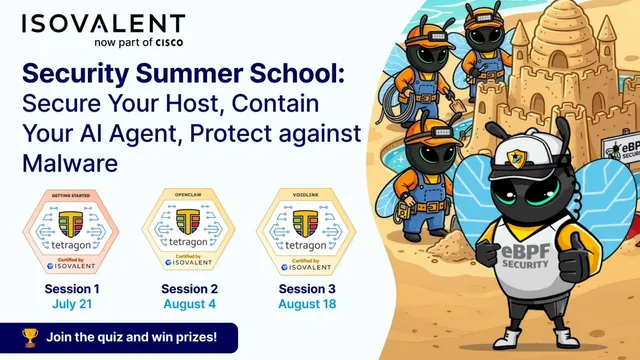 ISOVALENT
now part of CISCO
Security Summer School:
Secure Your Host, Contain
Your AI Agent, Protect against
Malware
GETTING STARTED
tetragon
Certified by
ISOVALENT
OPENCLAW
tetragon
Certified by
ISOVALENT
VOIDLINK
tetragon
Certified by
ISOVALENT
Session 1
July 21
Session 2
August 4
Session 3
August 18
Join the quiz and win prizes!
eBPF
SECURITY
eBPF
SECURITY